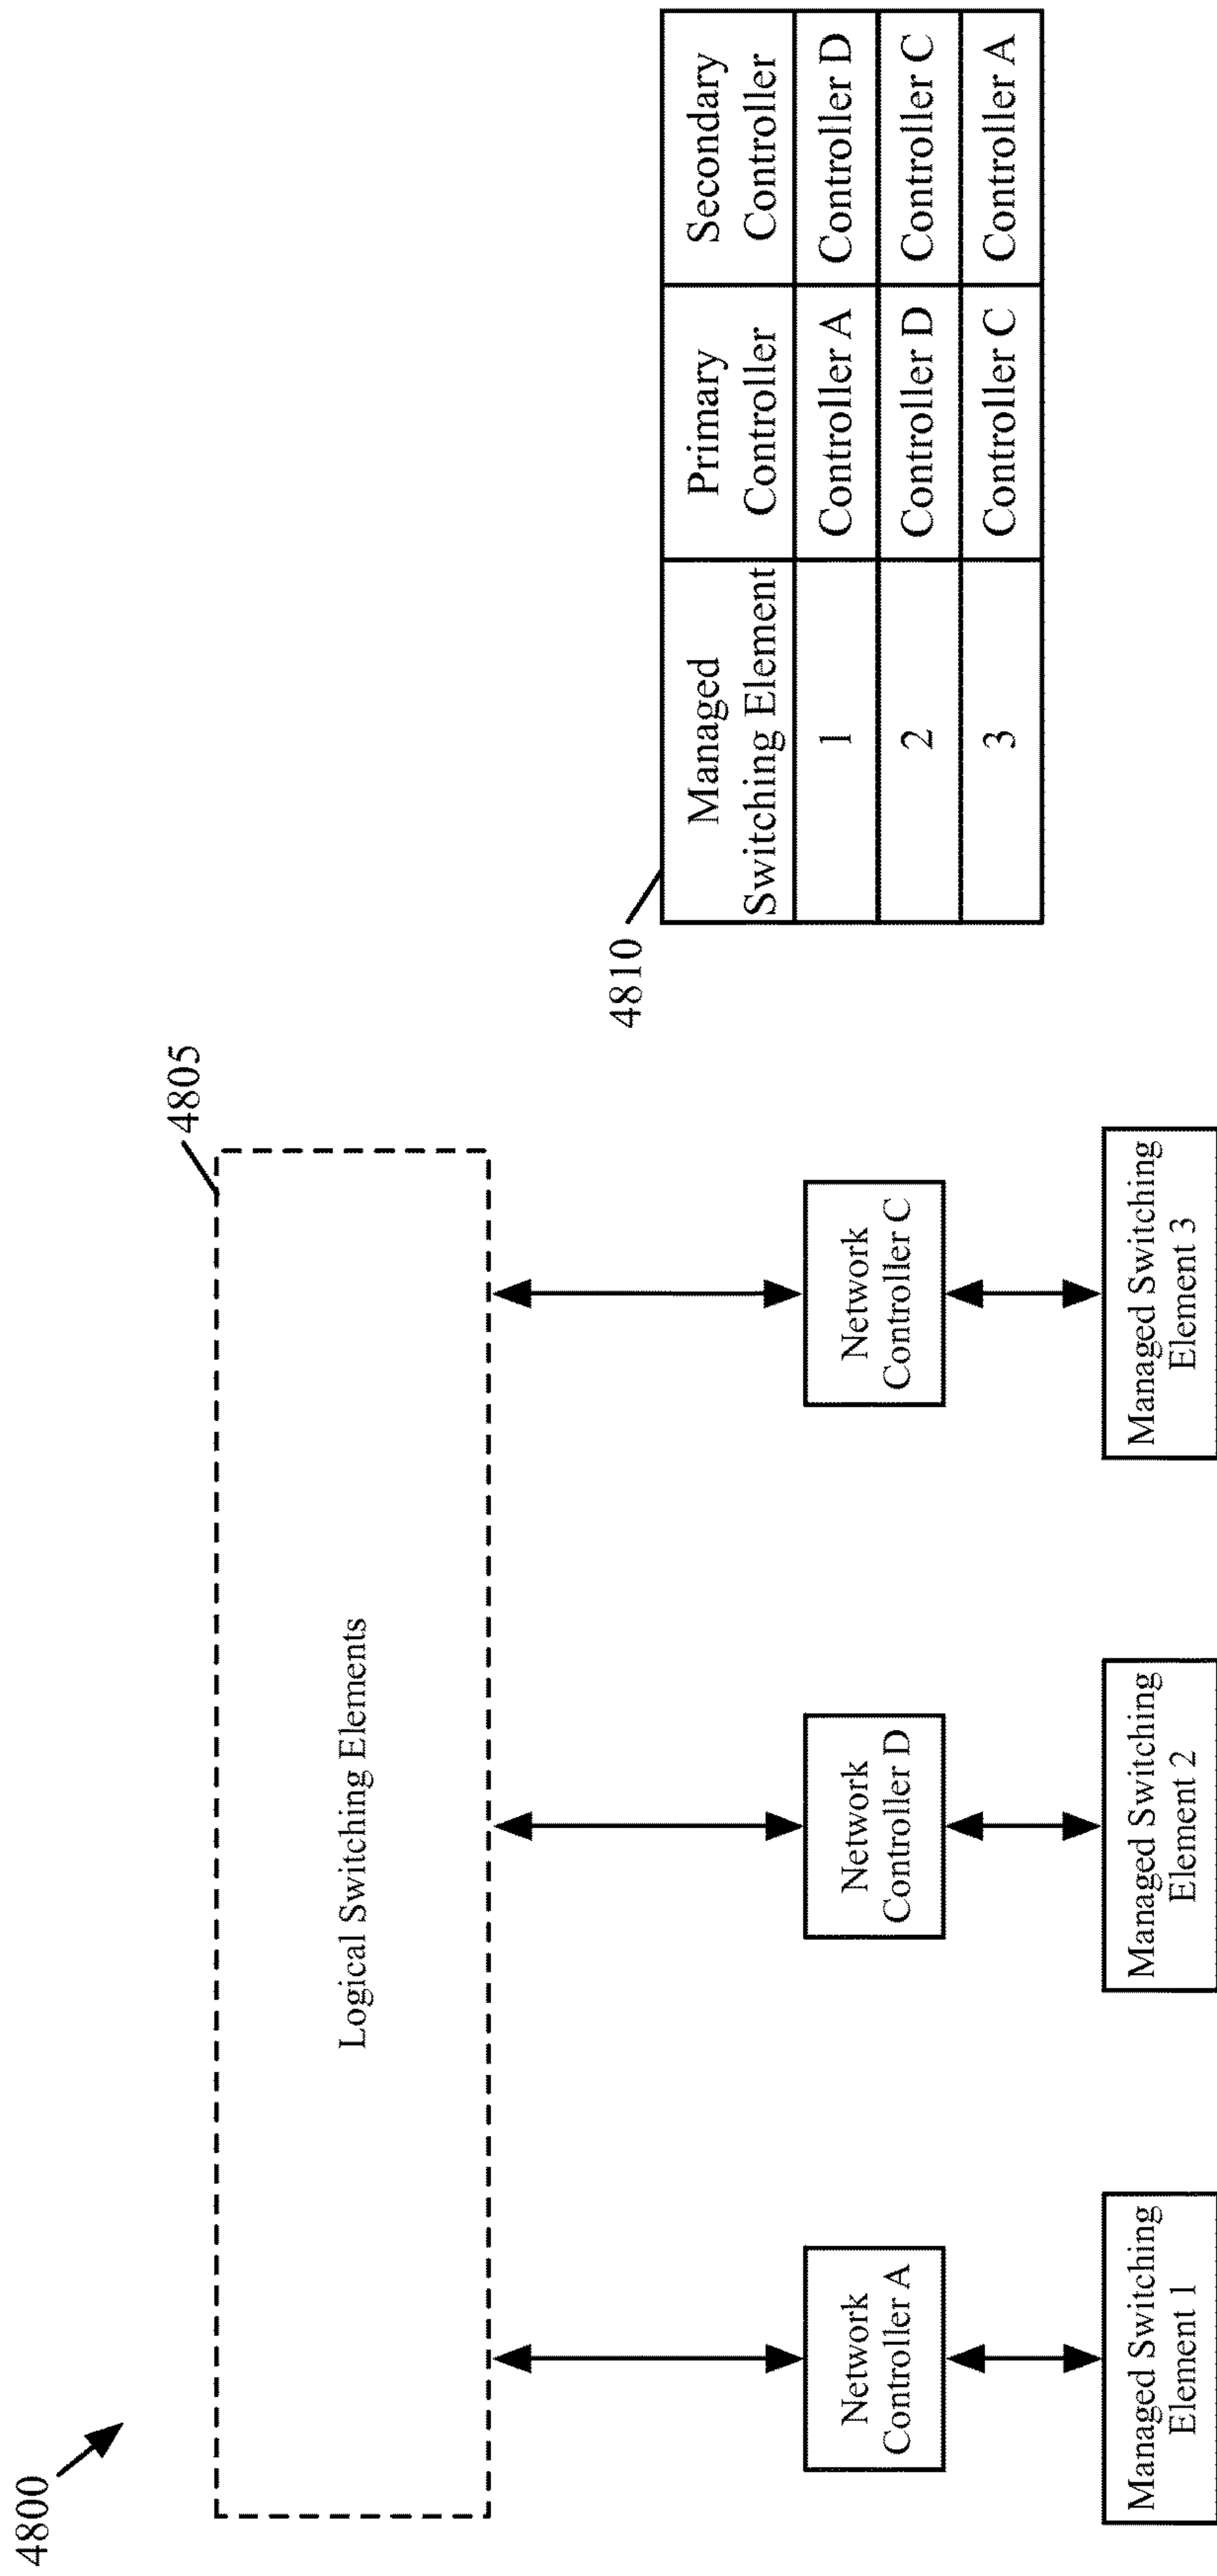 4800
4805
Logical Switching Elements
Network
Controller A
Network
Controller D
Network
Controller C
Managed Switching
Element 1
Managed Switching
Element 2
Managed Switching
Element 3
4810
Managed
Switching Element
Primary
Controller
Secondary
Controller
1
Controller A
Controller D
2
Controller D
Controller C
3
Controller C
Controller A